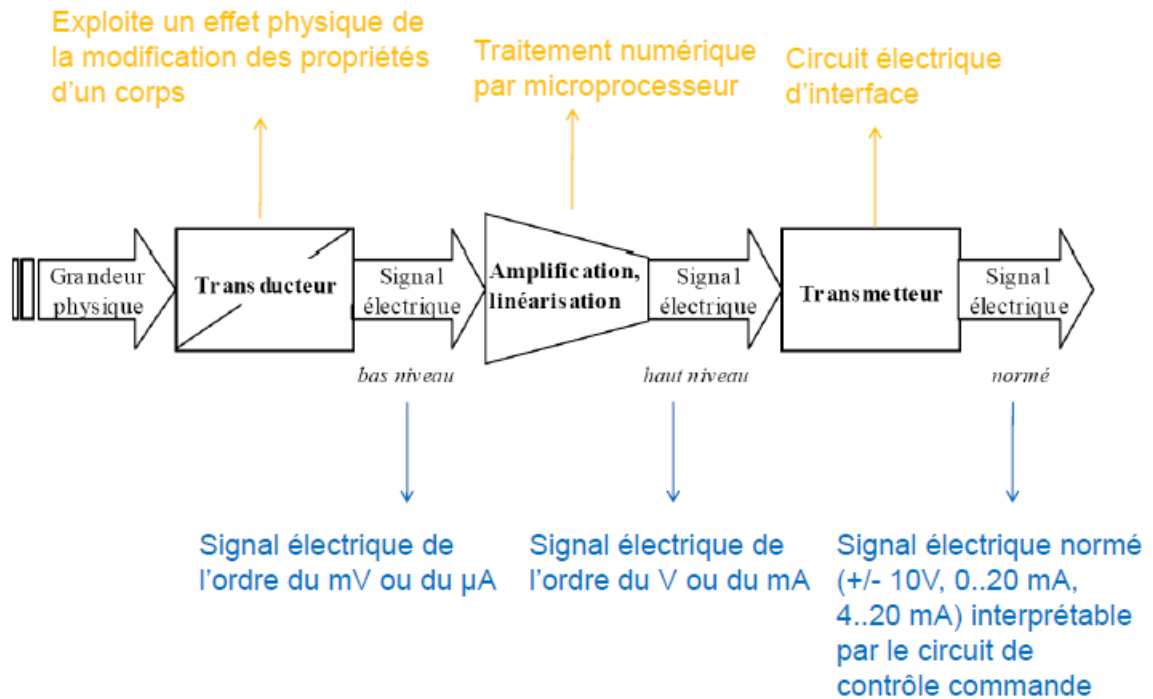 Exploite un effet physique de
la modification des propriétés
d'un corps
Traitement numérique
par microprocesseur
Circuit électrique
d'interface
Grandeur
physique
Transducteur
Signal
électrique
Amplification,
linéarisation
Signal
électrique
Transmetteur
Signal
électrique
bas niveau
haut niveau
normé
Signal électrique de
l'ordre du mV ou du µA
Signal électrique de
l'ordre du V ou du mA
Signal électrique normé
(+/- 10V, 0..20 mA,
4..20 mA) interprétable
par le circuit de
contrôle commande